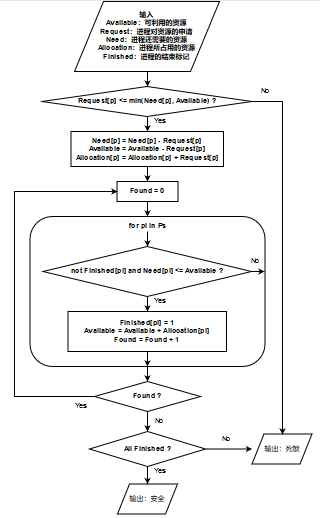 输入
Available: 可利用的资源
Request: 进程对资源的申请
Need: 进程还需要的资源
Allocation: 进程所占用的资源
Finished: 进程的结束标记
No
Request[p] <= min(Need[p], Available) ?
Yes
Need[p] = Need[p] - Request[p]
Available = Available - Request[p]
Allocation[p] = Allocation[p] + Request[p]
Found = 0
for pi in Ps
No
not Finished[pi] and Need[pi] <= Available ?
Yes
Finished[pi] = 1
Available = Available + Allocation[pi]
Found = Found + 1
Found ?
Yes
No
No
All Finished ?
输出: 死锁
Yes
输出: 安全